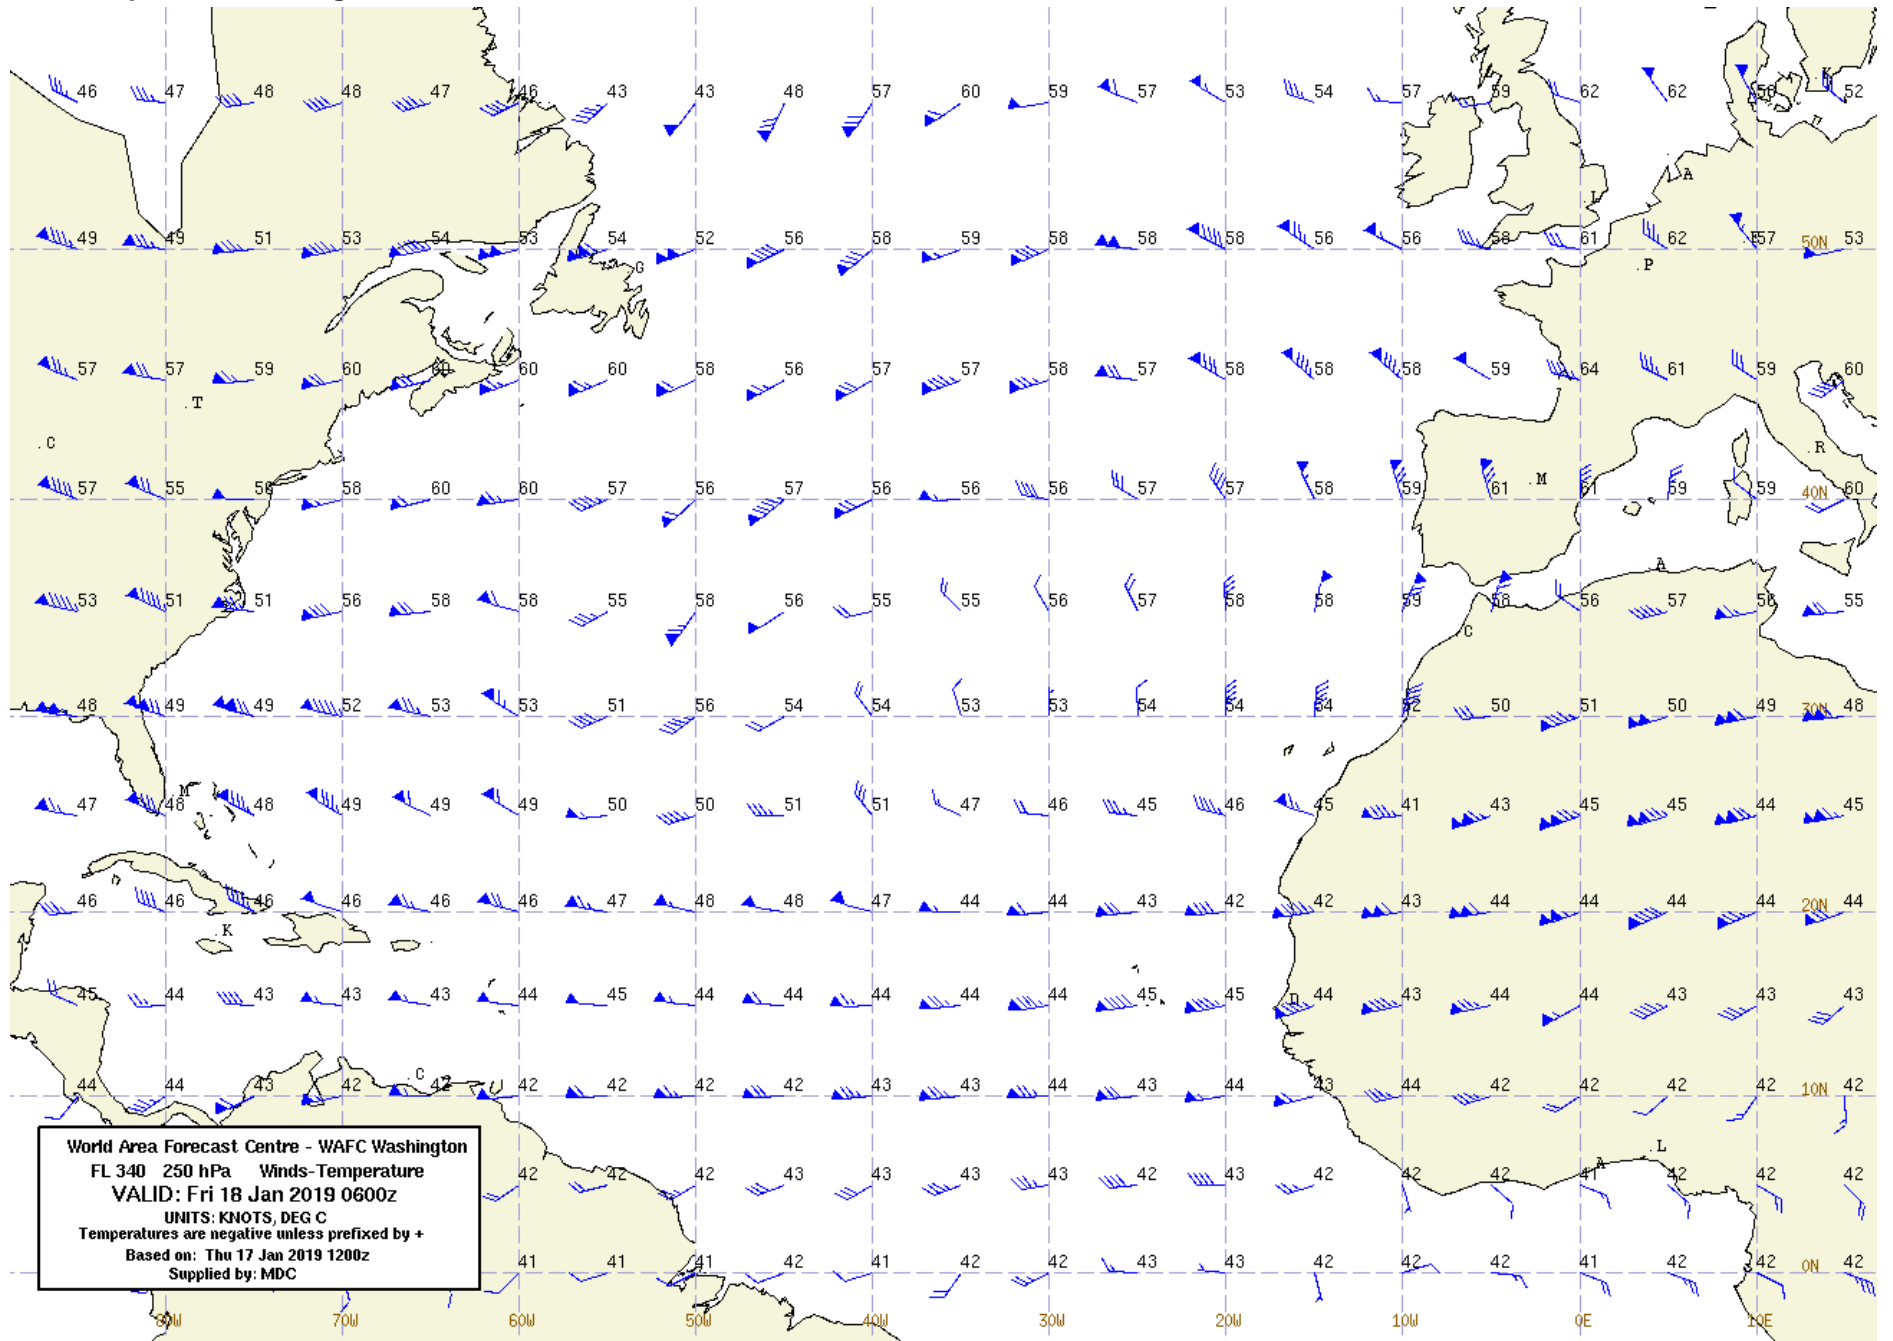 46 47 48 48 47 46 43 43 48 57 60 59 57 53 54 57 59 62 62 52
K
A
L
49 49 51 53 54 53 54 52 56 58 59 58 58 58 56 56 58 61 62 57 50N 53
G
P
57 57 59 60 60 60 60 58 56 57 57 58 57 58 58 58 59 64 61 59 60
T
C
R
M
57 55 56 58 60 60 57 56 57 56 56 56 57 57 58 59 61 61 59 59 40N 60
A
53 51 51 56 58 58 55 58 56 55 55 56 57 58 58 59 58 56 57 56 55
C
48 49 49 52 53 53 51 56 54 54 53 53 54 54 54 52 50 51 50 49 30N 48
M
47 46 48 49 49 49 50 50 51 51 47 46 45 46 45 41 43 45 45 44 45
46 46 46 46 46 46 47 48 48 47 44 44 43 42 42 43 44 44 44 44 20N 44
K
45 44 43 43 43 44 45 44 44 44 44 44 45 45 44 43 44 44 43 43 43
D
C
44 44 43 42 42 42 42 42 42 43 43 44 43 44 43 44 42 42 42 42 10N 42
L
A
42 42 42 43 43 43 42 43 43 42 42 41 42 42 42
41 41 41 42 41 42 42 43 43 42 42 42 41 42 42 0N 42
World Area Forecast Centre - WAFC Washington
FL 340 250 hPa Winds-Temperature
VALID: Fri 18 Jan 2019 0600z
UNITS: KNOTS, DEG C
Temperatures are negative unless prefixed by +
Based on: Thu 17 Jan 2019 1200z
Supplied by: MDC
80W 70W 60W 50W 40W 30W 20W 10W 0E 10E